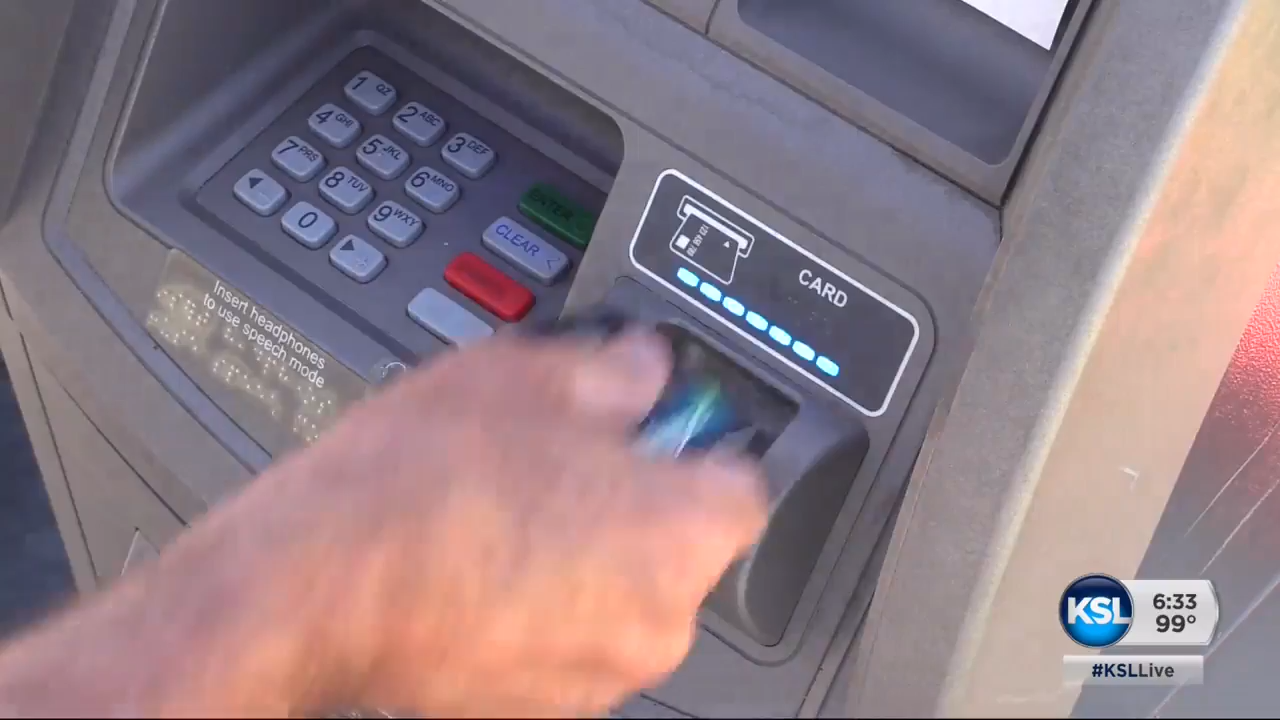 1 QZ
2 ABC
3 DEF
4 GHI
5 JKL
6 MNO
7 PRS
8 TUV
9 WXY
0
ENTER
CLEAR <
CARD
Insert headphones
to use speech mode
KSL
6:33
99°
#KSLLive